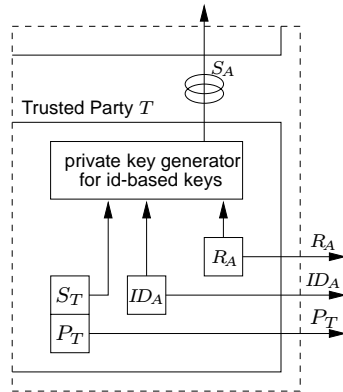 S_A
Trusted Party T
private key generator
for id-based keys
R_A
R_A
S_T
ID_A
ID_A
P_T
P_T